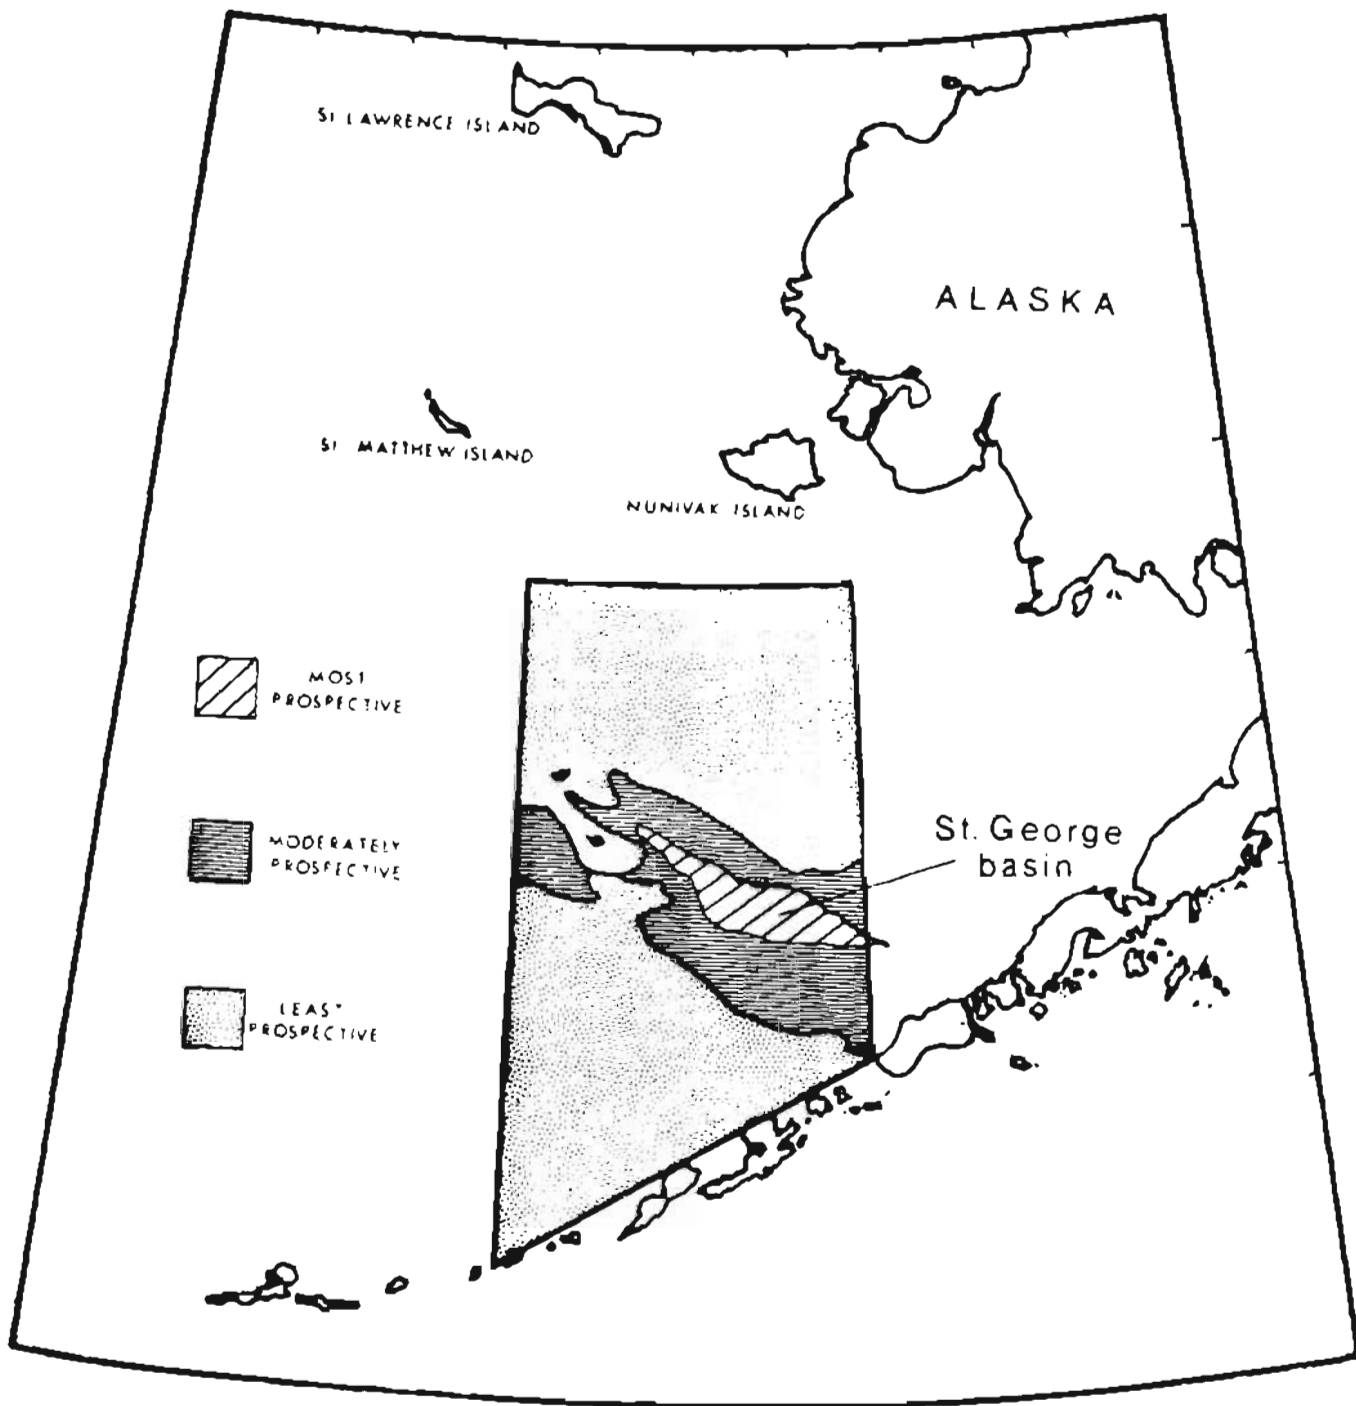 ST LAWRENCE ISLAND
ALASKA
ST. MATTHEW ISLAND
NUNIVAK ISLAND
MOST
PROSPECTIVE
MODERATELY
PROSPECTIVE
St. George
basin
LEAST
PROSPECTIVE